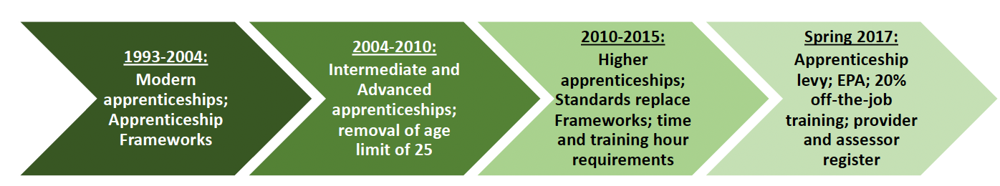 1993-2004:
Modern
apprenticeships;
Apprenticeship
Frameworks
2004-2010:
Intermediate and
Advanced
apprenticeships;
removal of age
limit of 25
2010-2015:
Higher
apprenticeships;
Standards replace
Frameworks; time
and training hour
requirements
Spring 2017:
Apprenticeship
levy; EPA; 20%
off-the-job
training; provider
and assessor
register